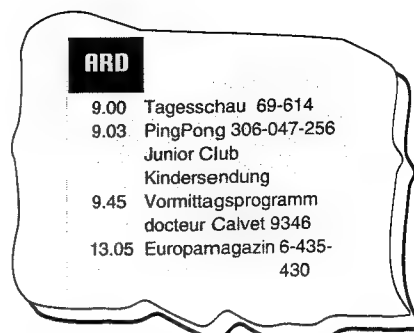 ARD
9.00 Tagesschau 69-614
9.03 PingPong 306-047-256
Junior Club
Kindersendung
9.45 Vormittagsprogramm
docteur Calvet 9346
13.05 Europamagazin 6-435-
430